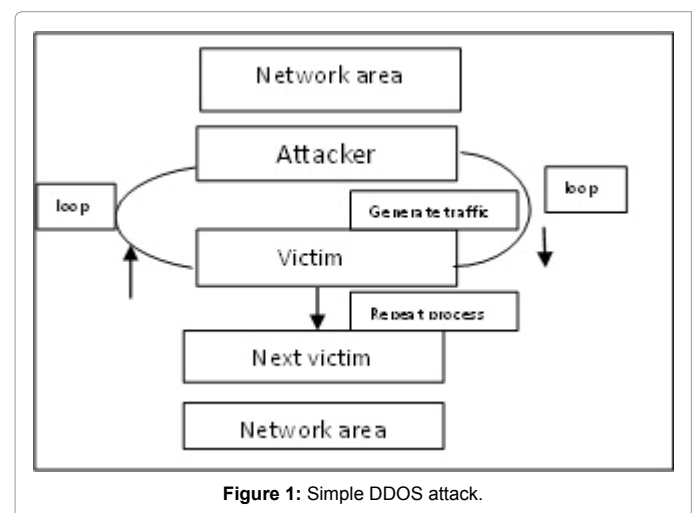 Network area
Attacker
loop
loop
Generate traffic
Victim
Repeat process
Next victim
Network area
Figure 1: Simple DDOS attack.